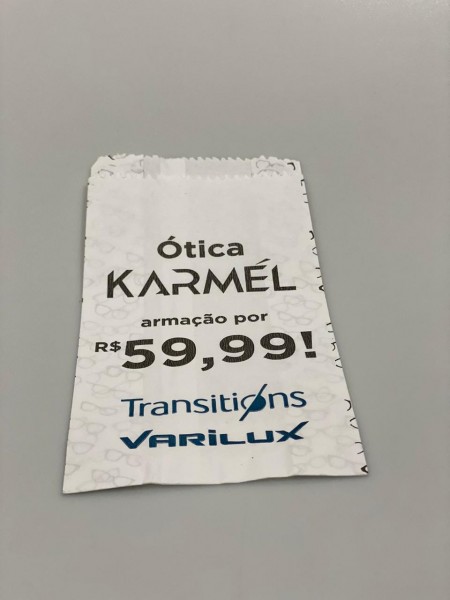 Ótica
KARMÉL
armação por
R$ 59,99!
Transitions
VARILUX